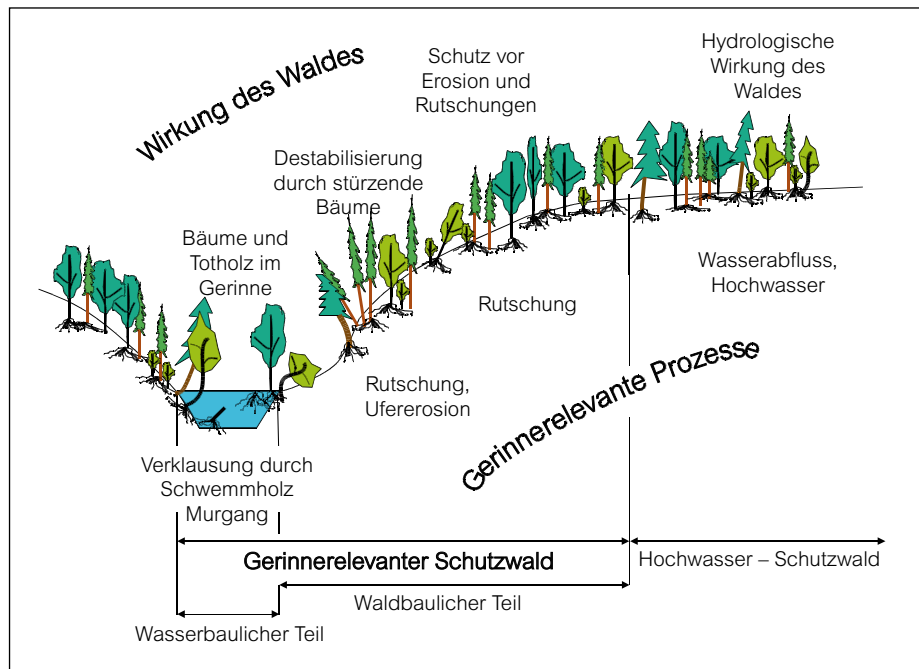 Wirkung des Waldes
Schutz vor
Erosion und
Rutschungen
Hydrologische
Wirkung des
Waldes
Destabilisierung
durch stürzende
Bäume
Bäume und
Totholz im
Gerinne
Wasserabfluss,
Hochwasser
Rutschung
Rutschung,
Ufererosion
Gerinnerelevante Prozesse
Verklausung durch
Schwemmholz
Murgang
Gerinnerelevanter Schutzwald
Hochwasser – Schutzwald
Waldbaulicher Teil
Wasserbaulicher Teil